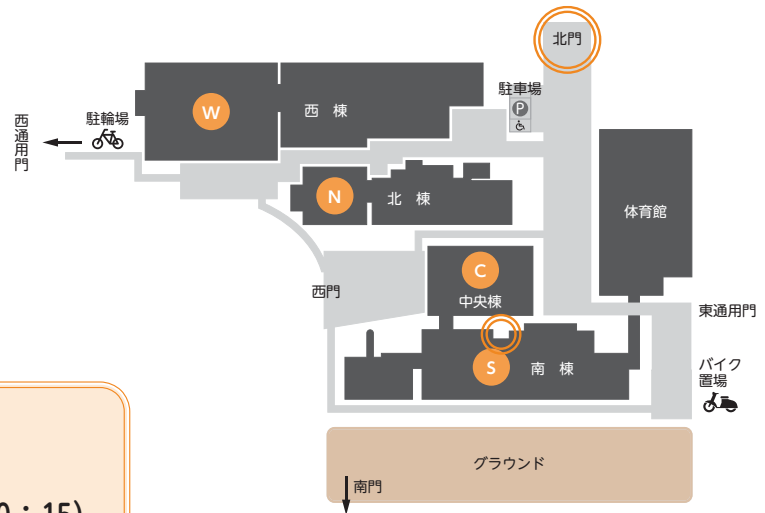 北門
駐車場
P
W
西 棟
駐輪場
西通用門
N
北 棟
体育館
C
中央棟
西門
東通用門
S
南 棟
バイク
置場
グラウンド
南門
0：15)